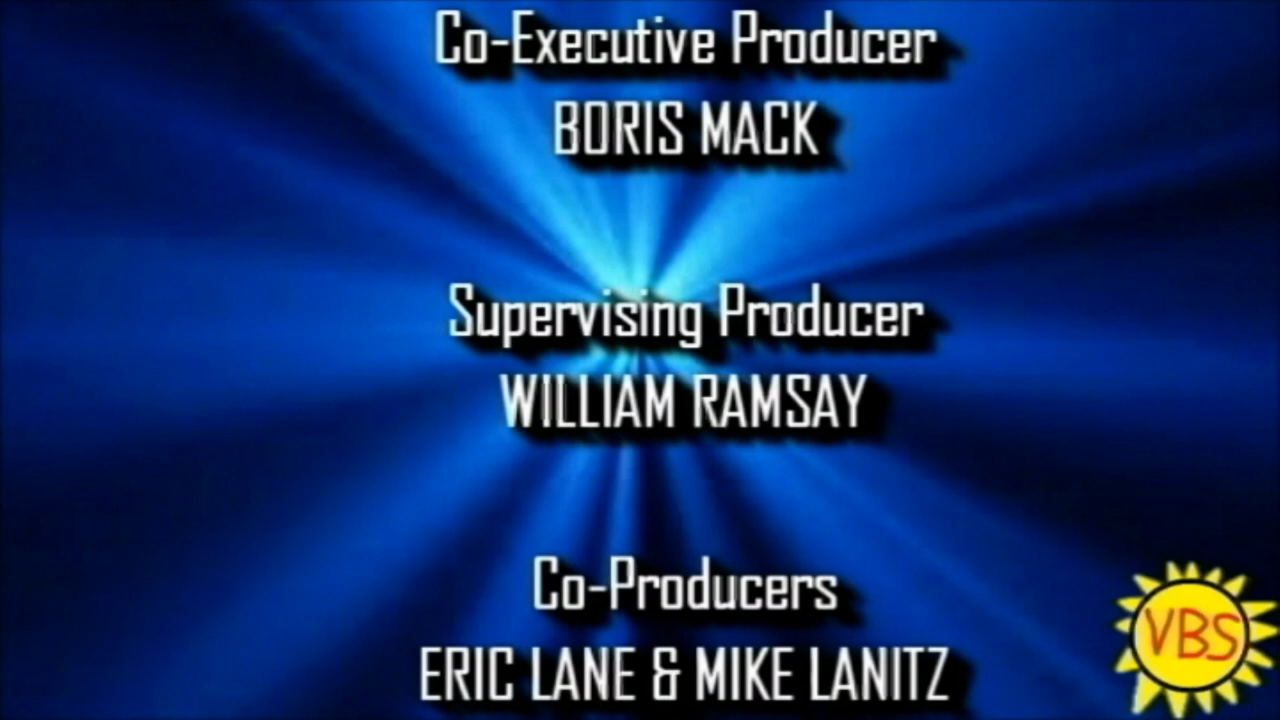 Co-Executive Producer
BORIS MACK
Supervising Producer
WILLIAM RAMSAY
Co-Producers
ERIC LANE & MIKE LANITZ
VBS